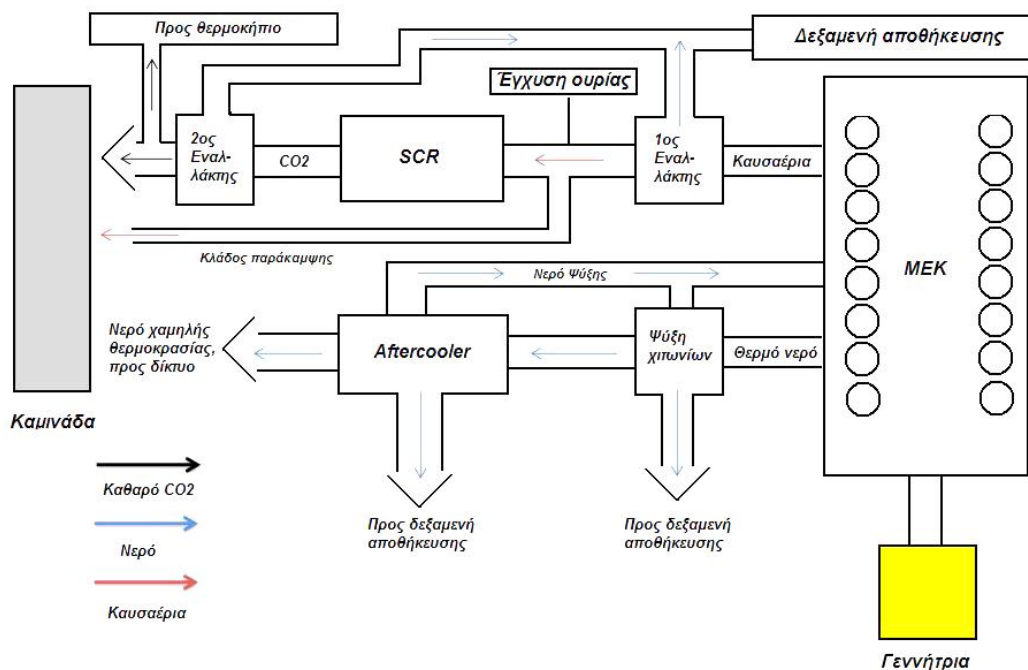 Προς θερμοκήπιο
Δεξαμενή αποθήκευσης
Έγχυση ουρίας
2ος
Εναλ-
λάκτης
CO2
SCR
1ος
Εναλ-
λάκτης
Καυσαέρια
Κλάδος παράκαμψης
ΜΕΚ
Νερό Ψύξης
Νερό χαμηλής
θερμοκρασίας,
προς δίκτυο
Aftercooler
Ψύξη
χιτωνίων
Θερμό νερό
Καμινάδα
Καθαρό CO2
Νερό
Καυσαέρια
Προς δεξαμενή
αποθήκευσης
Προς δεξαμενή
αποθήκευσης
Γεννήτρια